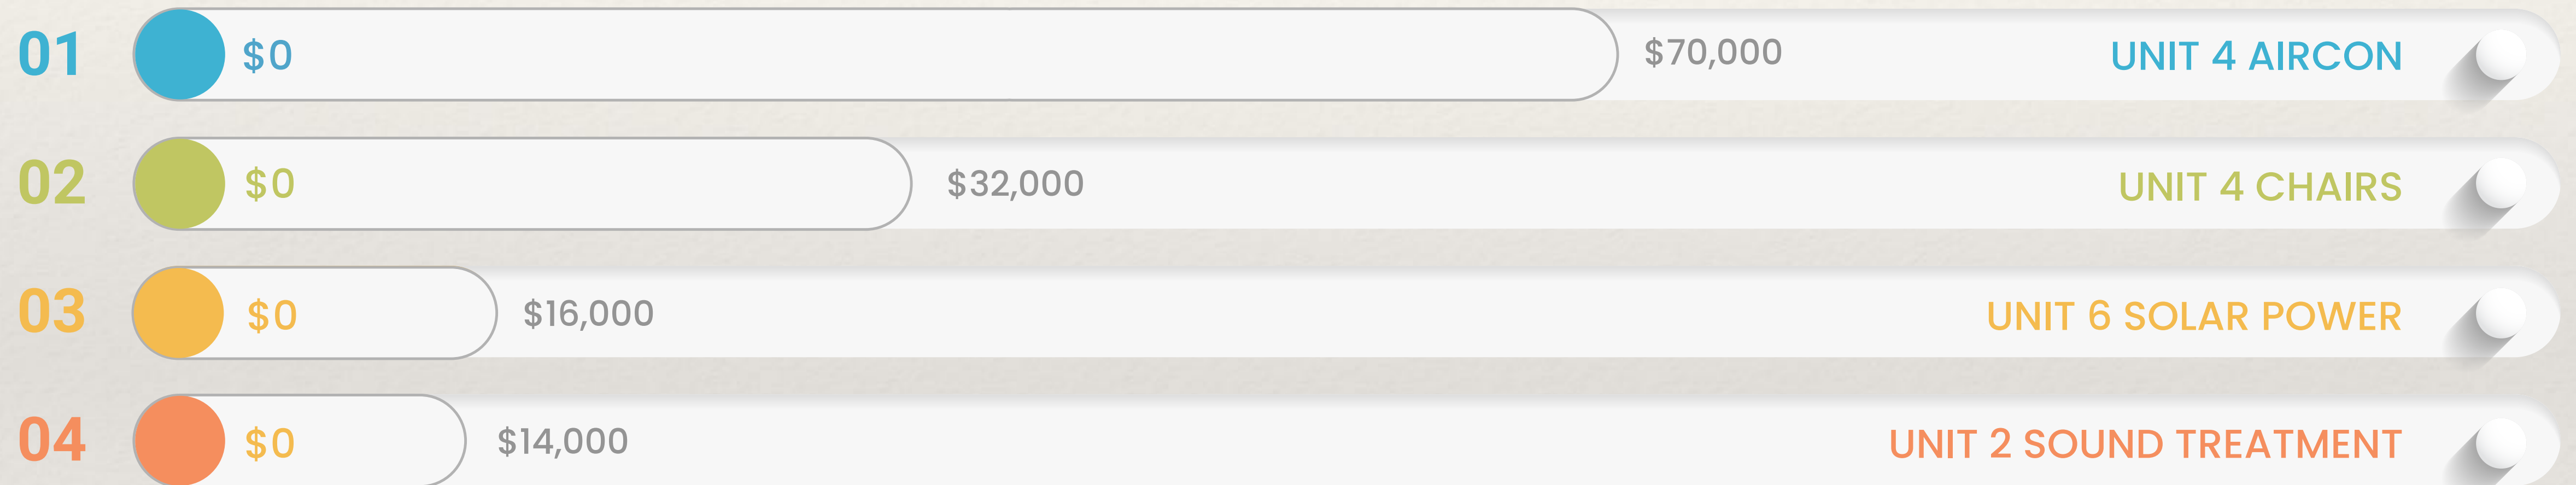 01 $0 $70,000 UNIT 4 AIRCON
02 $0 $32,000 UNIT 4 CHAIRS
03 $0 $16,000 UNIT 6 SOLAR POWER
04 $0 $14,000 UNIT 2 SOUND TREATMENT